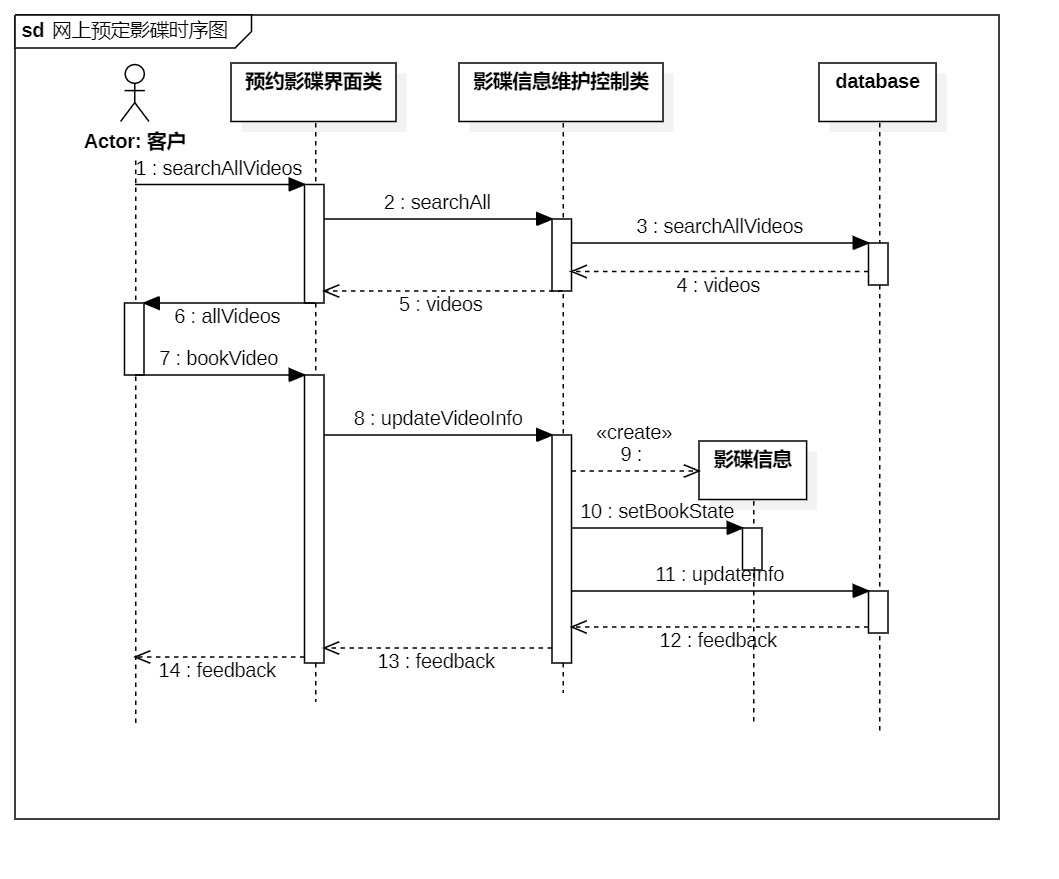 sd 网上预定影碟时序图
预约影碟界面类
影碟信息维护控制类
database
Actor: 客户
1 : searchAllVideos
2 : searchAll
3 : searchAllVideos
4 : videos
5 : videos
6 : allVideos
7 : bookVideo
8 : updateVideoInfo
«create»
9 :
影碟信息
10 : setBookState
11 : updateInfo
12 : feedback
13 : feedback
14 : feedback